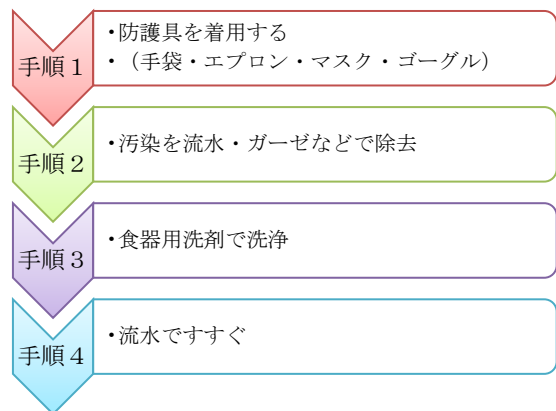 手順1
・防護具を着用する
・（手袋・エプロン・マスク・ゴーグル）
手順2
・汚染を流水・ガーゼなどで除去
手順3
・食器用洗剤で洗浄
手順4
・流水ですすぐ